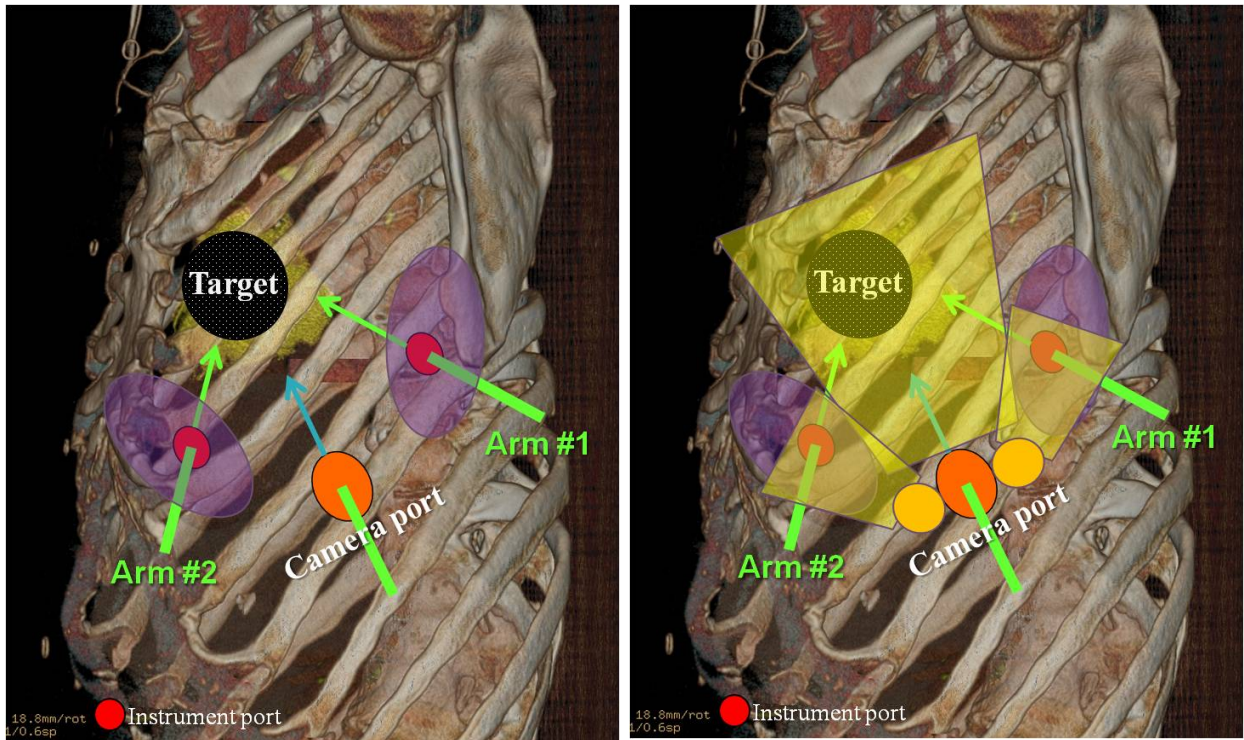 Target
Arm #1
Camera port
Arm #2
Instrument port
18.8mm/rot
1/0.6sp
Target
Arm #1
Camera port
Arm #2
Instrument port
18.8mm/rot
1/0.6sp